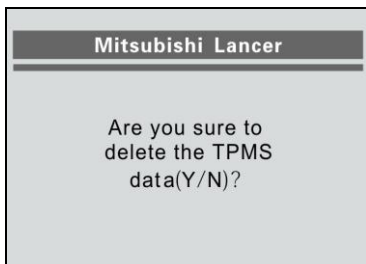 Mitsubishi Lancer
Are you sure to
delete the TPMS
data(Y/N)?